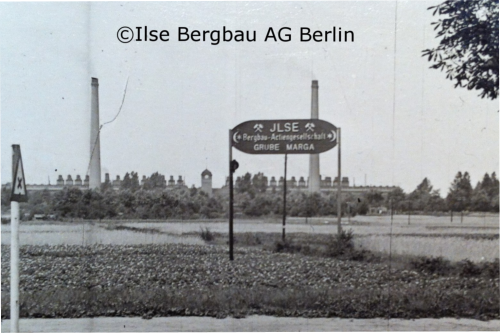 ©Ilse Bergbau AG Berlin
JLSE
Bergbau-Actiengesellschaft
GRUBE MARGA